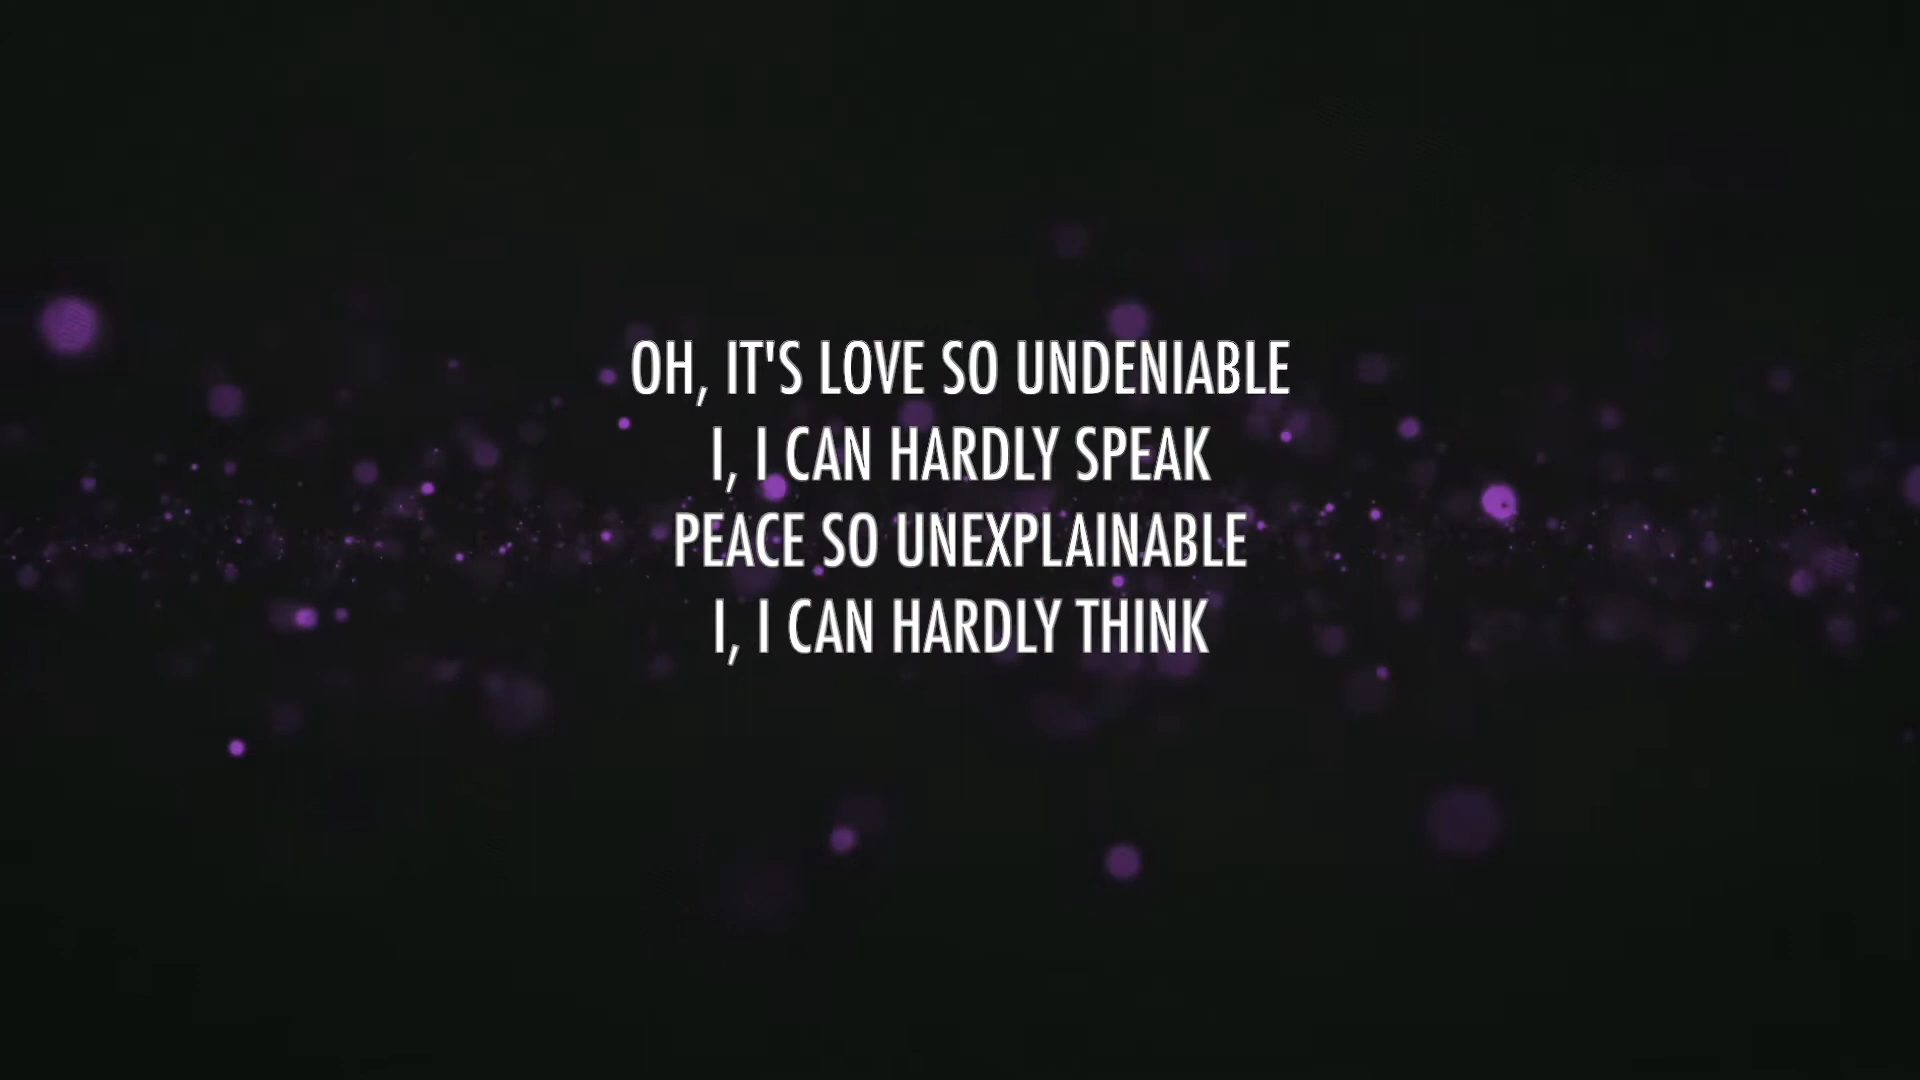 OH, IT'S LOVE SO UNDENIABLE
I, I CAN HARDLY SPEAK
PEACE SO UNEXPLAINABLE
I, I CAN HARDLY THINK